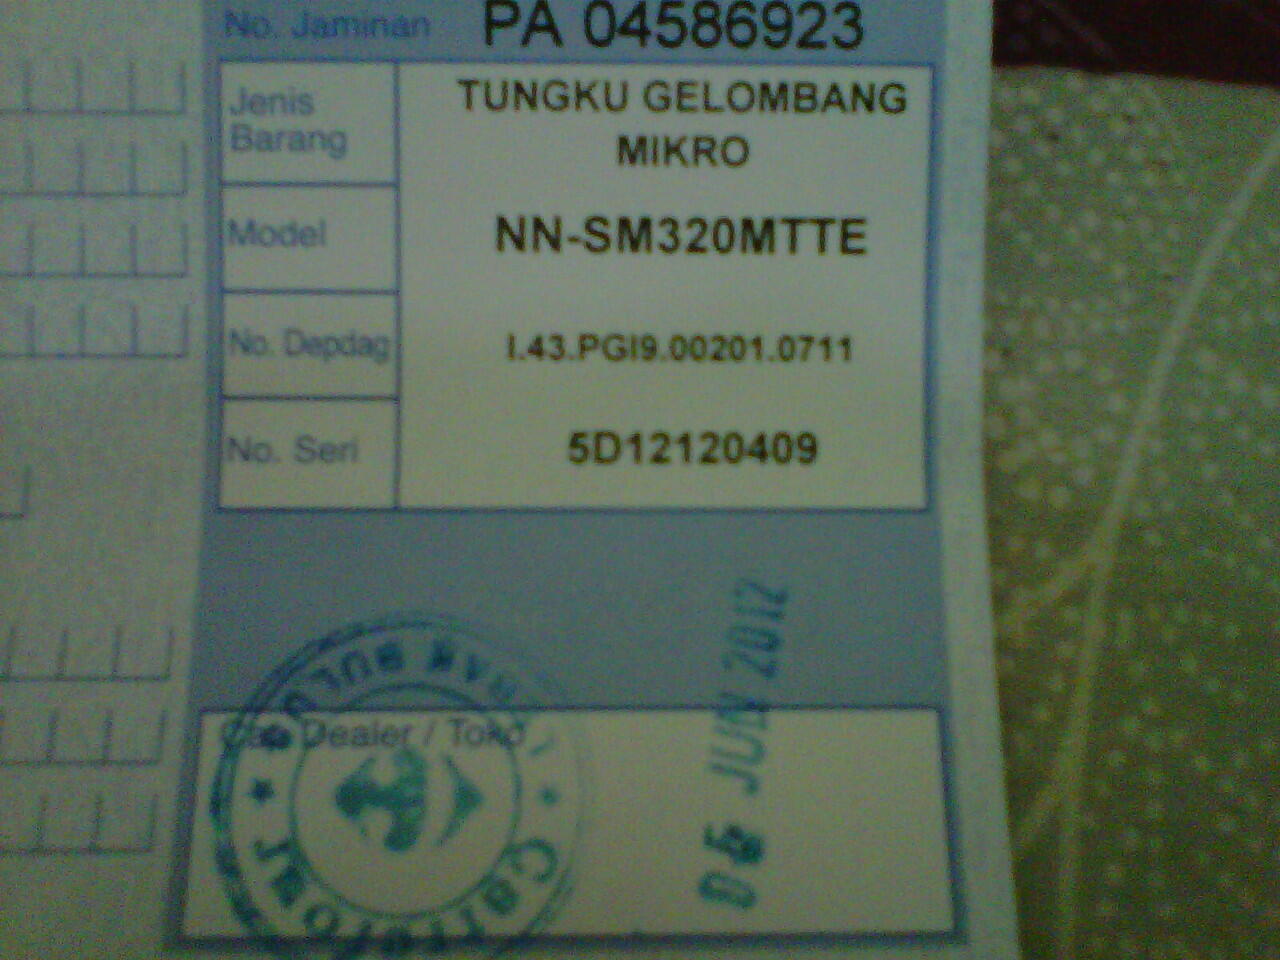 No. Jaminan PA 04586923
Jenis Barang
TUNGKU GELOMBANG
MIKRO
Model NN-SM320MTTE
No. Depdag I.43.PGI9.00201.0711
No. Seri 5D12120409
Cap Dealer / Toko
Carrefour
JUN 2012